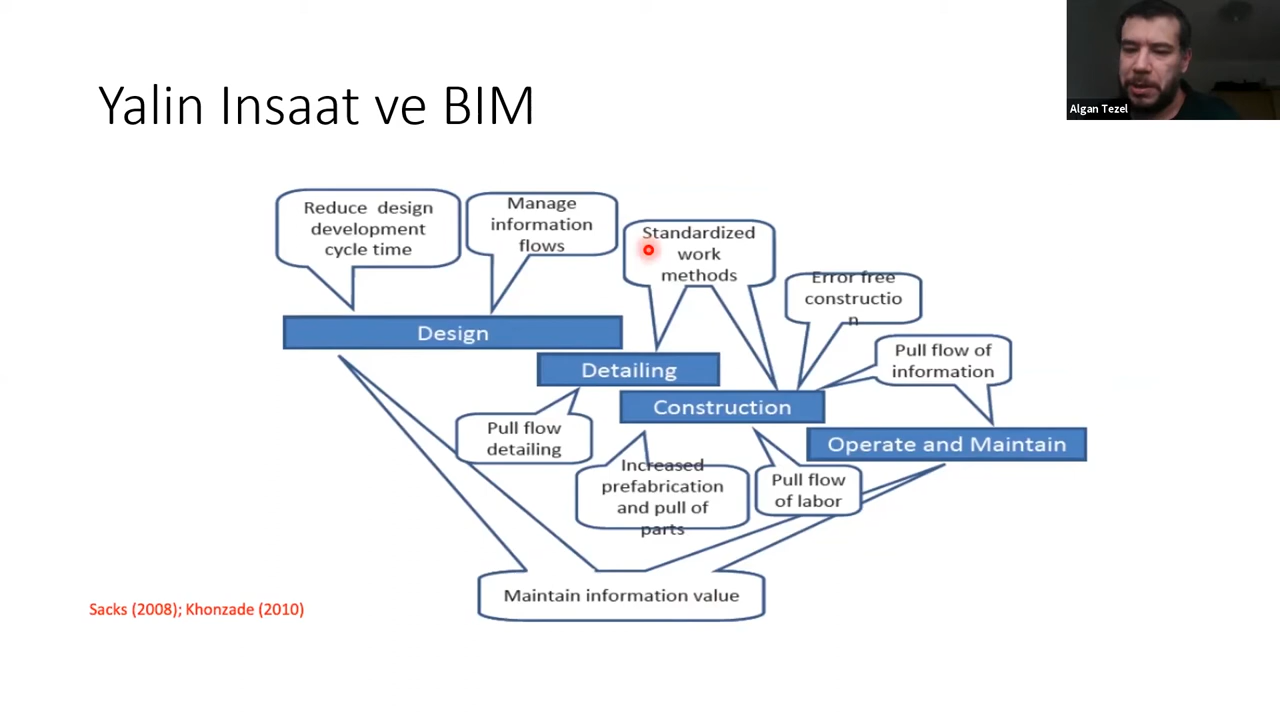 Yalin Insaat ve BIM
Algan Tezel
Reduce design
development
cycle time
Manage
information
flows
Standardized
work
methods
Error free
constructio
n
Pull flow of
information
Design
Detailing
Construction
Operate and Maintain
Pull flow
detailing
Increased
prefabrication
and pull of
parts
Pull flow
of labor
Maintain information value
Sacks (2008); Khonzade (2010)